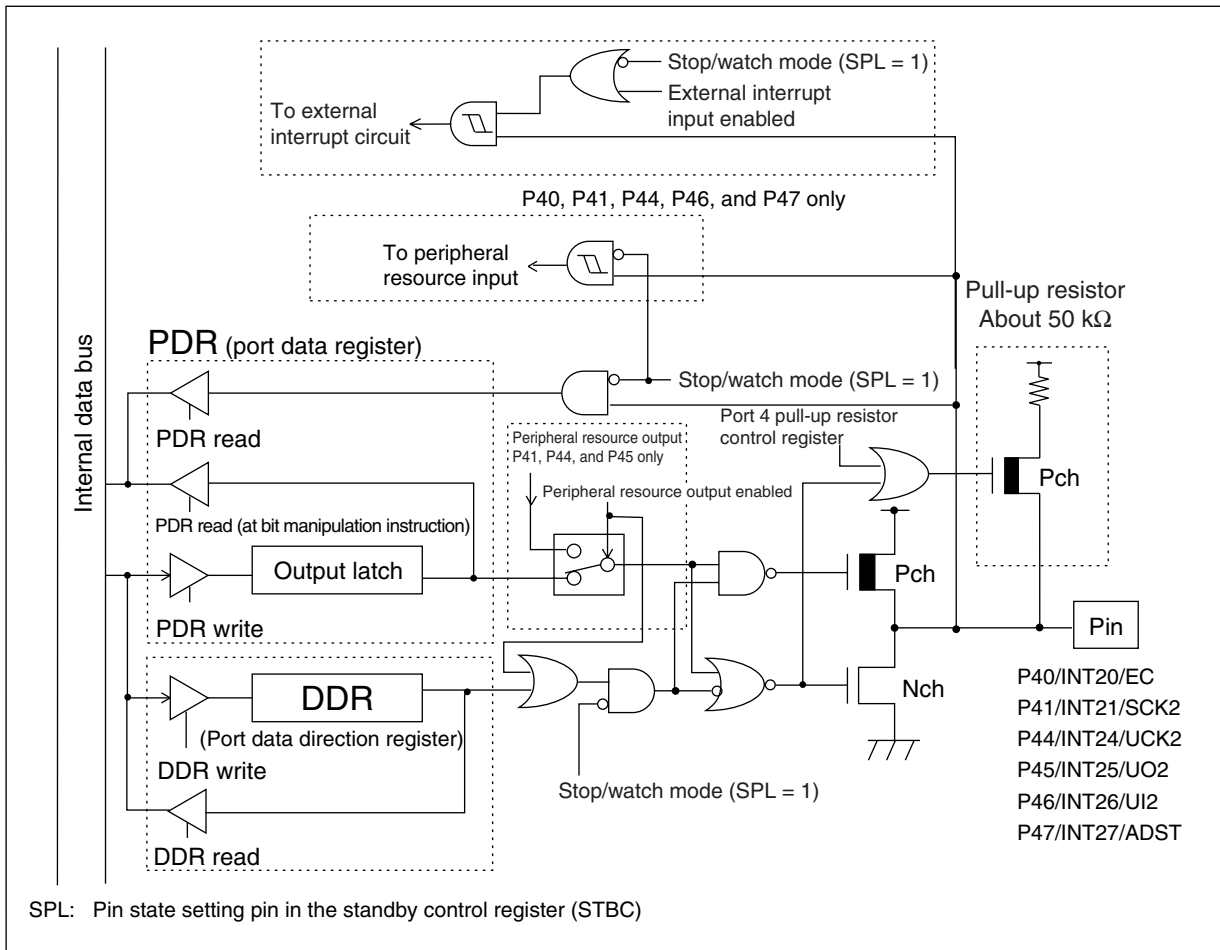 Stop/watch mode (SPL = 1)
External interrupt
input enabled
To external
interrupt circuit
P40, P41, P44, P46, and P47 only
To peripheral
resource input
Pull-up resistor
About 50 kΩ
Internal data bus
PDR (port data register)
Stop/watch mode (SPL = 1)
PDR read
Port 4 pull-up resistor
control register
Peripheral resource output
P41, P44, and P45 only
Pch
Peripheral resource output enabled
PDR read (at bit manipulation instruction)
Output latch
Pch
PDR write
Pin
DDR
Nch
(Port data direction register)
DDR write
Stop/watch mode (SPL = 1)
DDR read
P40/INT20/EC
P41/INT21/SCK2
P44/INT24/UCK2
P45/INT25/UO2
P46/INT26/UI2
P47/INT27/ADST
SPL: Pin state setting pin in the standby control register (STBC)